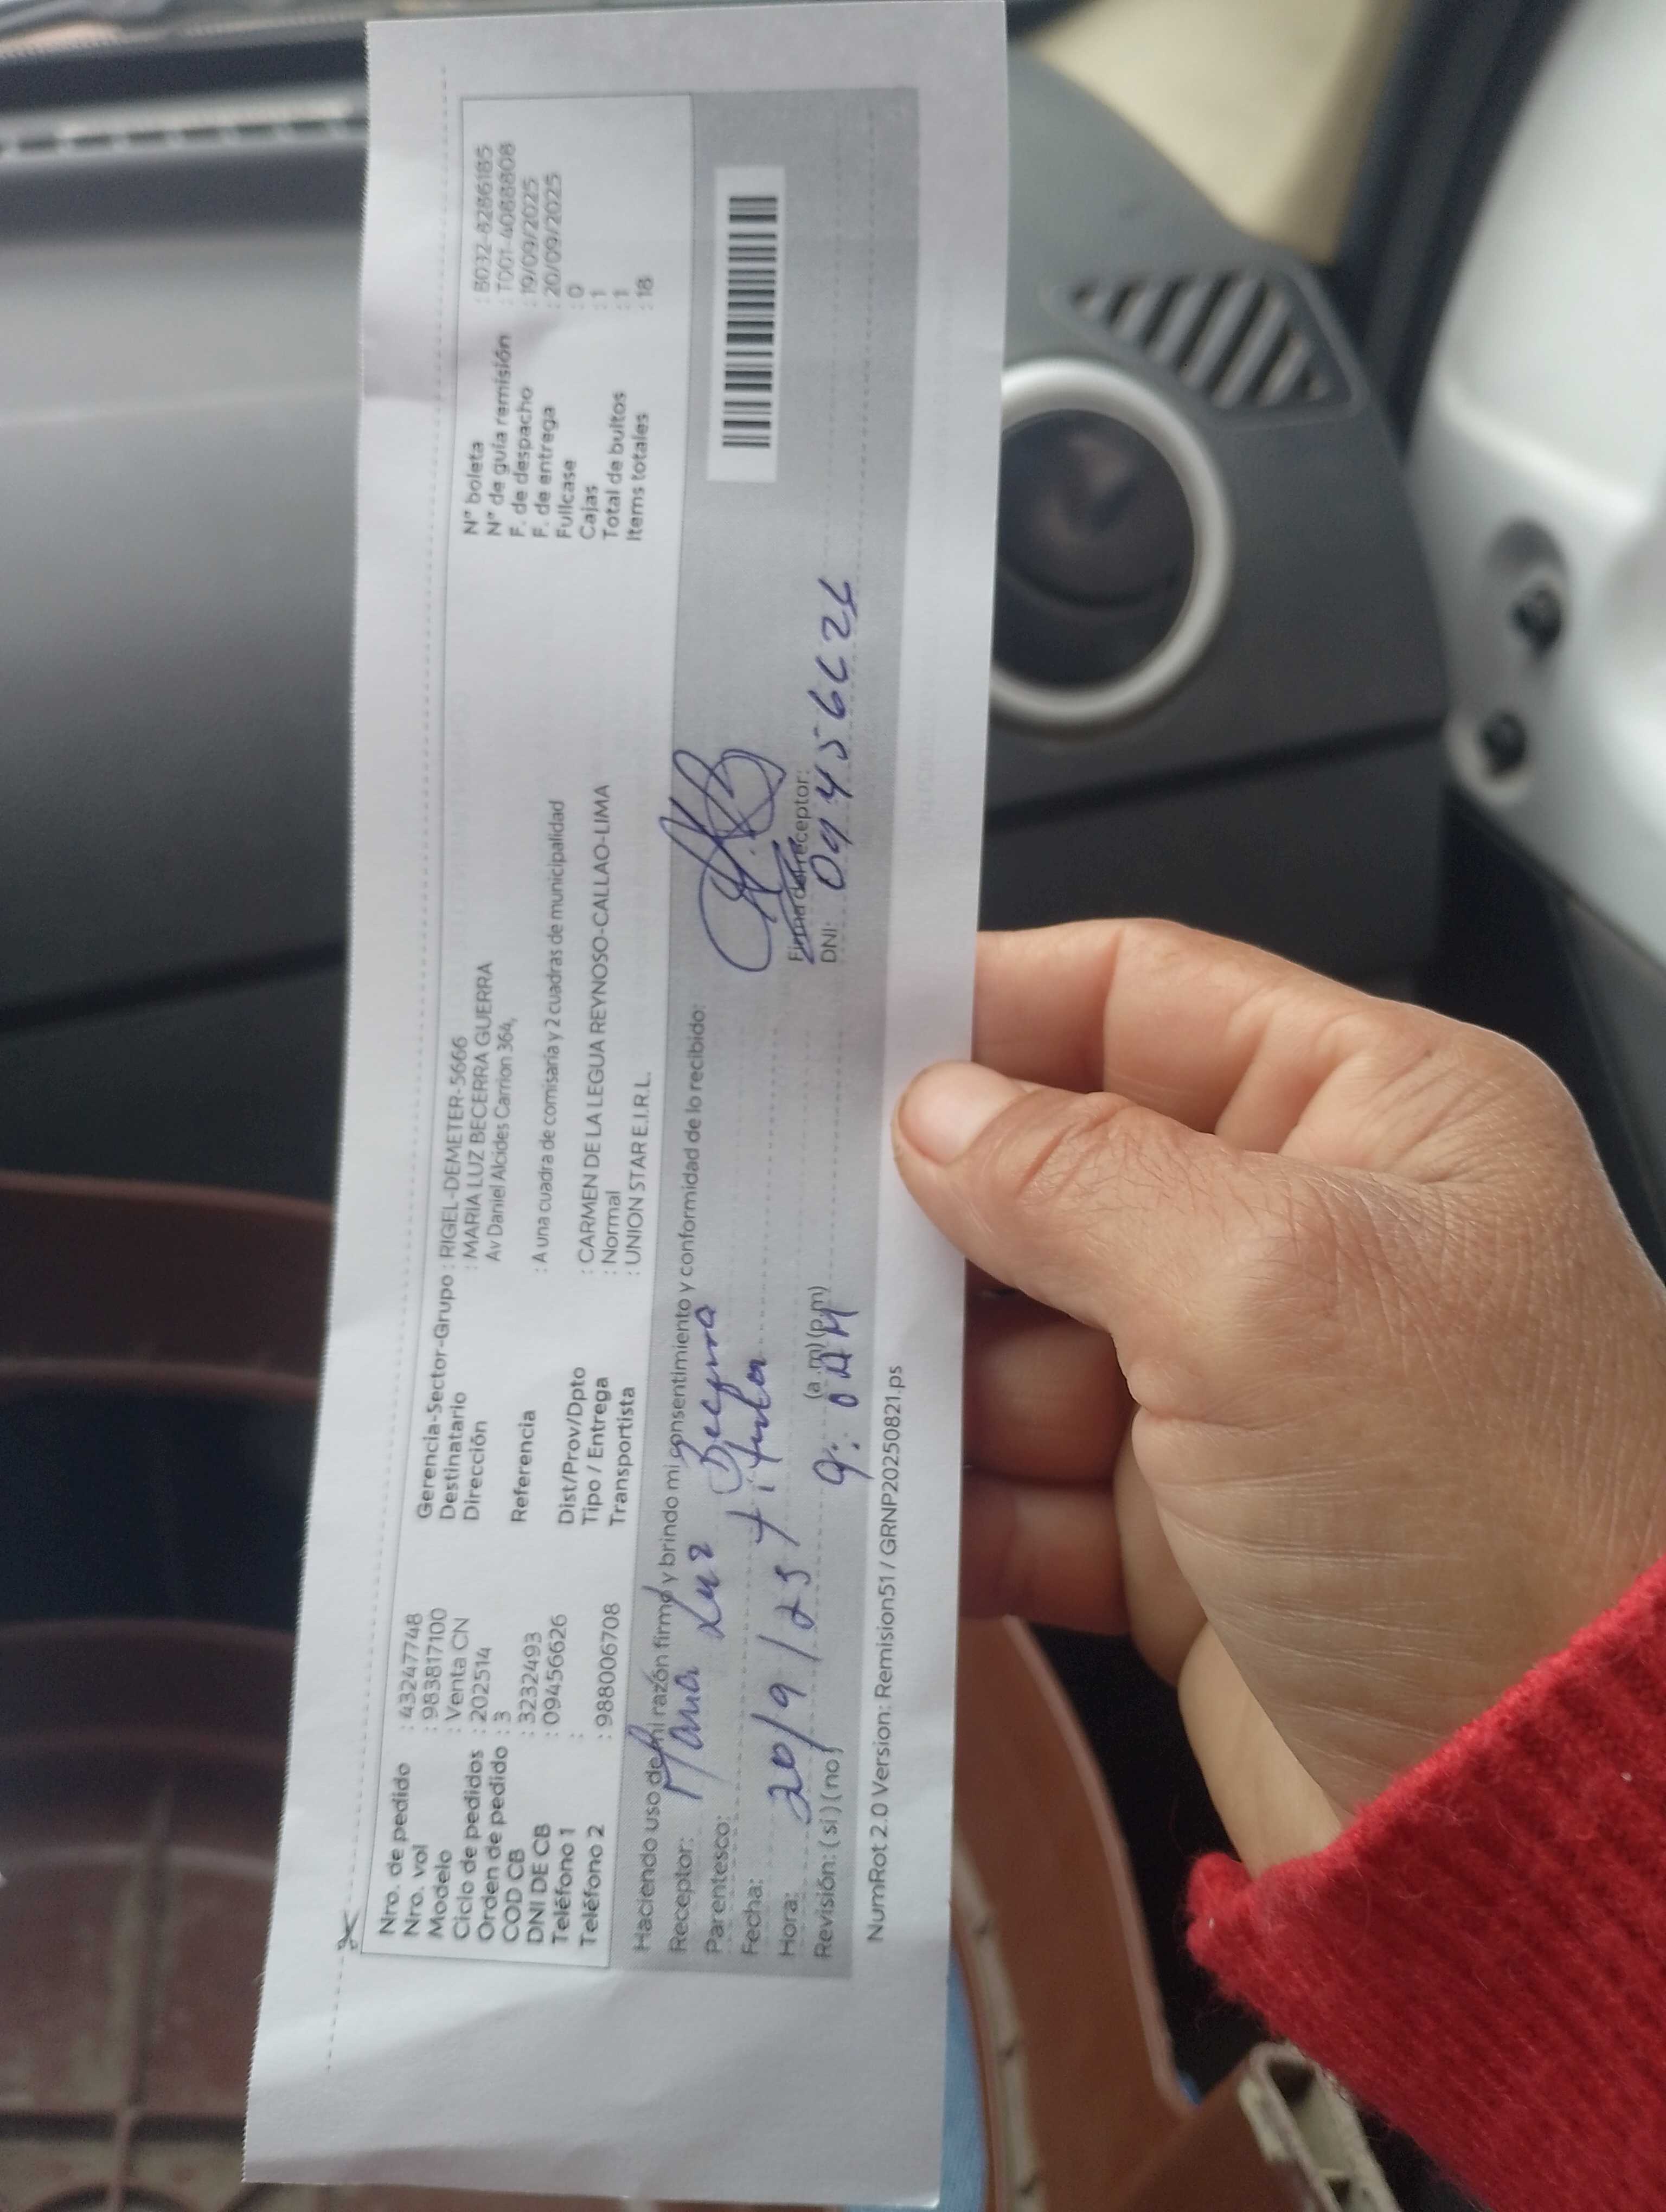 Nro. de pedido : 432477748
Nro. vol : 983817100
Modelo : Venta CN
Ciclo de pedidos : 202514
Orden de pedido : 3
COD CB : 3232493
DNI DE CB : 09456626
Teléfono 1 :
Teléfono 2 : 988006708
Gerencia-Sector-Grupo : RIGEL-DEMETER-5666
Destinatario : MARIA LUZ BECERRA GUERRA
Dirección Av Daniel Alcides Carrion 364,
Referencia : A una cuadra de comisaria y 2 cuadras de municipalidad
Dist/Prov/Dpto : CARMEN DE LA LEGUA REYNOSO-CALLAO-LIMA
Tipo / Entrega : Normal
Transportista : UNION STAR E.I.R.L.
N° boleta : B032-8286185
N° de guía remisión : T001-4088808
F. de despacho : 19/09/2025
F. de entrega : 20/09/2025
Fullcase : 0
Cajas : 1
Total de bultos : 1
Items totales : 18
Haciendo uso de mi razón firmo y brindo mi consentimiento y conformidad de lo recibido:
Receptor: Maria Luz Becerra
Parentesco: titular
Fecha: 20/9/25
Hora: 9: (a.m) (p.m)
Revisión: ( si ) ( no )
Firma del receptor:
DNI: 09456626
NumRot 2.0 Version: Remision51 / GRNP20250821.ps